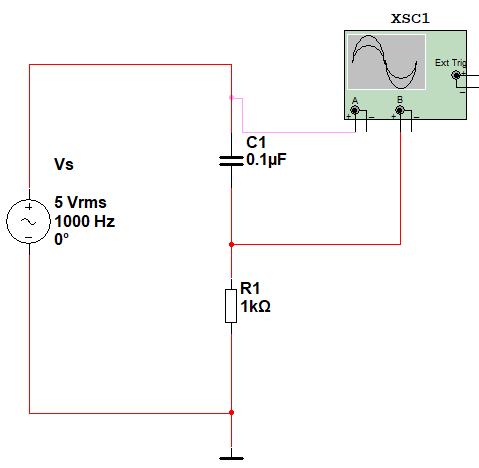 XSC1
Ext Trig
+
−
A
B
+ −
+ −
C1
0.1µF
Vs
5 Vrms
1000 Hz
0°
+
−
R1
1kΩ